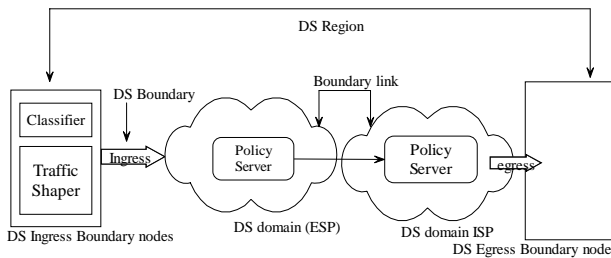 DS Region
Boundary link
DS Boundary
Classifier
Traffic
Shaper
Ingress
Policy
Server
Policy
Server
egress
DS domain (ESP)
DS domain ISP
DS Ingress Boundary nodes
DS Egress Boundary node